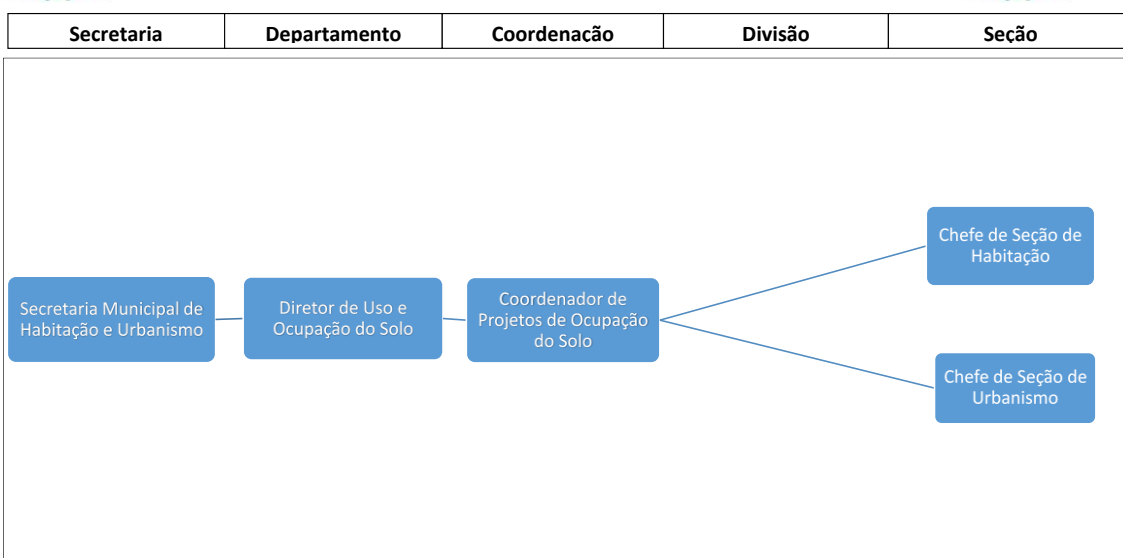 Secretaria
Departamento
Coordenação
Divisão
Seção
Chefe de Seção de
Habitação
Secretaria Municipal de
Habitação e Urbanismo
Diretor de Uso e
Ocupação do Solo
Coordenador de
Projetos de Ocupação
do Solo
Chefe de Seção de
Urbanismo